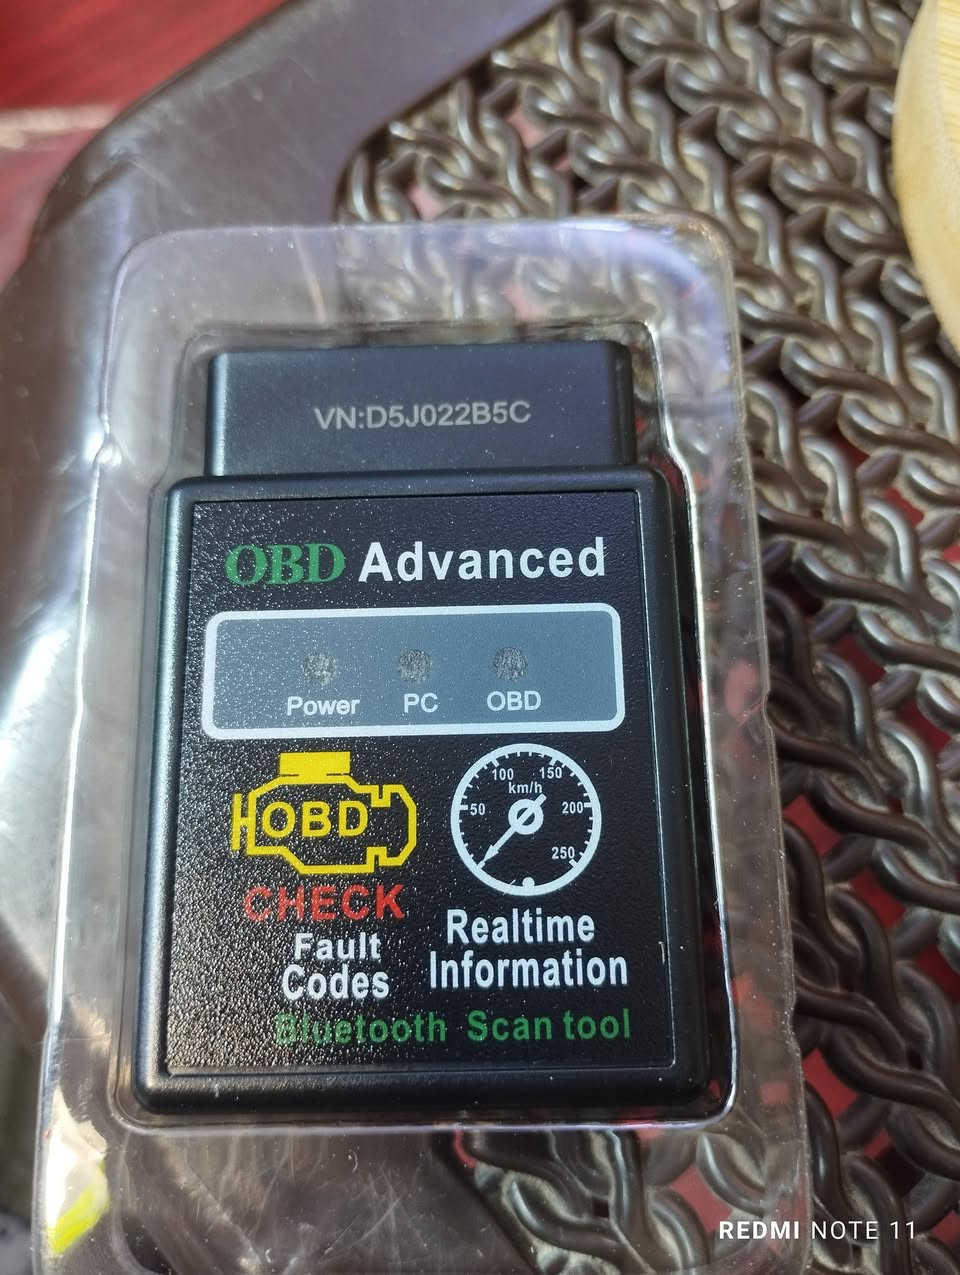 VN:D5J022B5C
OBD Advanced
Power PC OBD
OBD
100 150
km/h
50 200
250
CHECK
Fault
Codes
Realtime
Information
Bluetooth Scan tool
REDMI NOTE 11